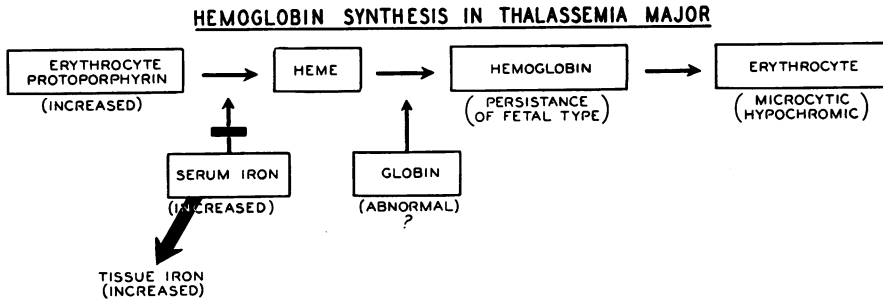 HEMOGLOBIN SYNTHESIS IN THALASSEMIA MAJOR
ERYTHROCYTE
PROTOPORPHYRIN
(INCREASED)
HEME
HEMOGLOBIN
(PERSISTANCE
OF FETAL TYPE)
ERYTHROCYTE
(MICROCYTIC
HYPOCHROMIC)
SERUM IRON
(INCREASED)
GLOBIN
(ABNORMAL)
?
TISSUE IRON
(INCREASED)